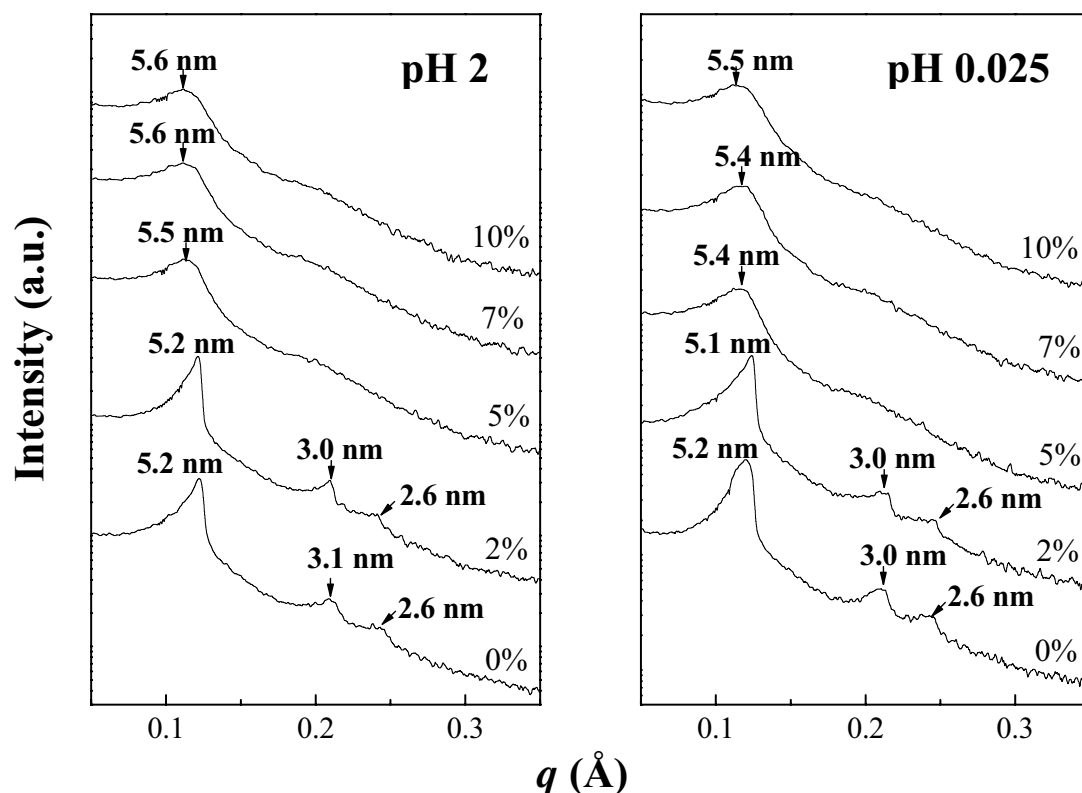 Intensity (a.u.)
pH 2
5.6 nm
10%
5.6 nm
7%
5.5 nm
5%
5.2 nm
3.0 nm
2.6 nm
2%
5.2 nm
3.1 nm
2.6 nm
0%
0.1
0.2
0.3
pH 0.025
5.5 nm
10%
5.4 nm
7%
5.4 nm
5%
5.1 nm
3.0 nm
2.6 nm
2%
5.2 nm
3.0 nm
2.6 nm
0%
0.1
0.2
0.3
q (Å)